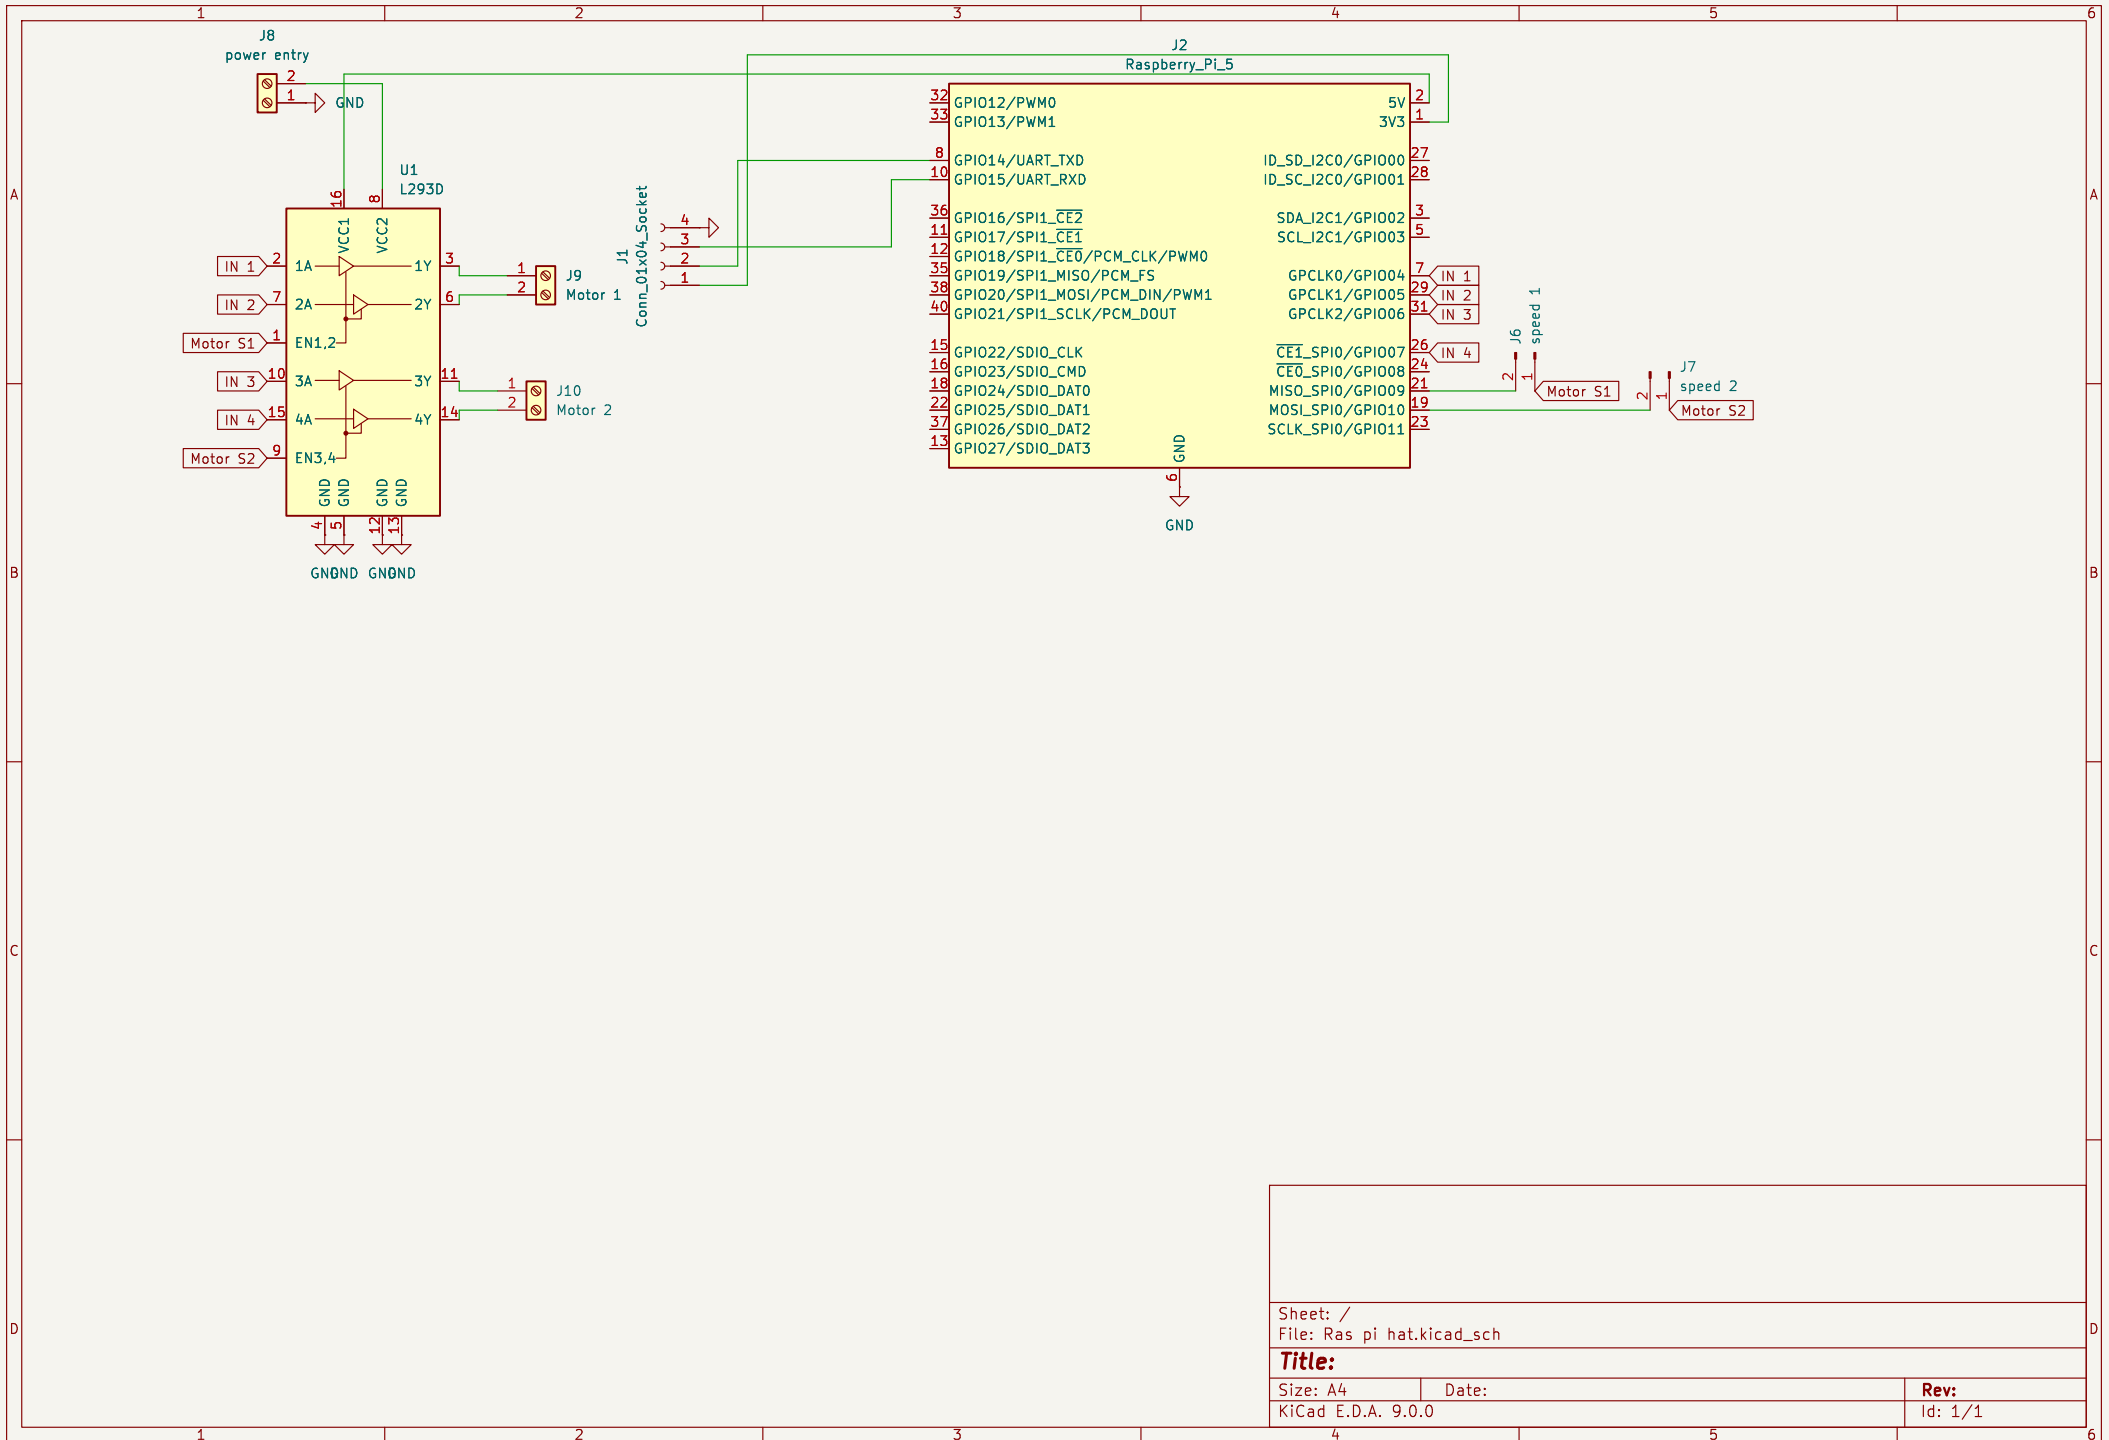 1 2 3 4 5 6
J8
power entry
2
1
GND
J2
Raspberry_Pi_5
U1
L293D
16
8
VCC1
VCC2
IN 1
2
1A
1Y
3
IN 2
7
2A
2Y
6
Motor S1
1
EN1,2
IN 3
10
3A
3Y
11
IN 4
15
4A
4Y
14
Motor S2
9
EN3,4
GND
GND
GND
GND
4
5
12
13
GND
GND
GND
GND
1
2
J9
Motor 1
1
2
J10
Motor 2
J1
Conn_01x04_Socket
4
3
2
1
32 GPIO12/PWM0
33 GPIO13/PWM1
8 GPIO14/UART_TXD
10 GPIO15/UART_RXD
36 GPIO16/SPI1_CE2
11 GPIO17/SPI1_CE1
12 GPIO18/SPI1_CE0/PCM_CLK/PWM0
35 GPIO19/SPI1_MISO/PCM_FS
38 GPIO20/SPI1_MOSI/PCM_DIN/PWM1
40 GPIO21/SPI1_SCLK/PCM_DOUT
15 GPIO22/SDIO_CLK
16 GPIO23/SDIO_CMD
18 GPIO24/SDIO_DAT0
22 GPIO25/SDIO_DAT1
37 GPIO26/SDIO_DAT2
13 GPIO27/SDIO_DAT3
5V 2
3V3 1
ID_SD_I2C0/GPIO00 27
ID_SC_I2C0/GPIO01 28
SDA_I2C1/GPIO02 3
SCL_I2C1/GPIO03 5
GPCLK0/GPIO04 7 IN 1
GPCLK1/GPIO05 29 IN 2
GPCLK2/GPIO06 31 IN 3
CE1_SPI0/GPIO07 26 IN 4
CE0_SPI0/GPIO08 24
MISO_SPI0/GPIO09 21
MOSI_SPI0/GPIO10 19
SCLK_SPI0/GPIO11 23
GND
6
GND
J6
speed 1
2
1
Motor S1
J7
speed 2
2
1
Motor S2
A
B
C
D
A
B
C
D
Sheet: /
File: Ras pi hat.kicad_sch
Title:
Size: A4 Date: Rev:
KiCad E.D.A. 9.0.0 Id: 1/1
1 2 3 4 5 6